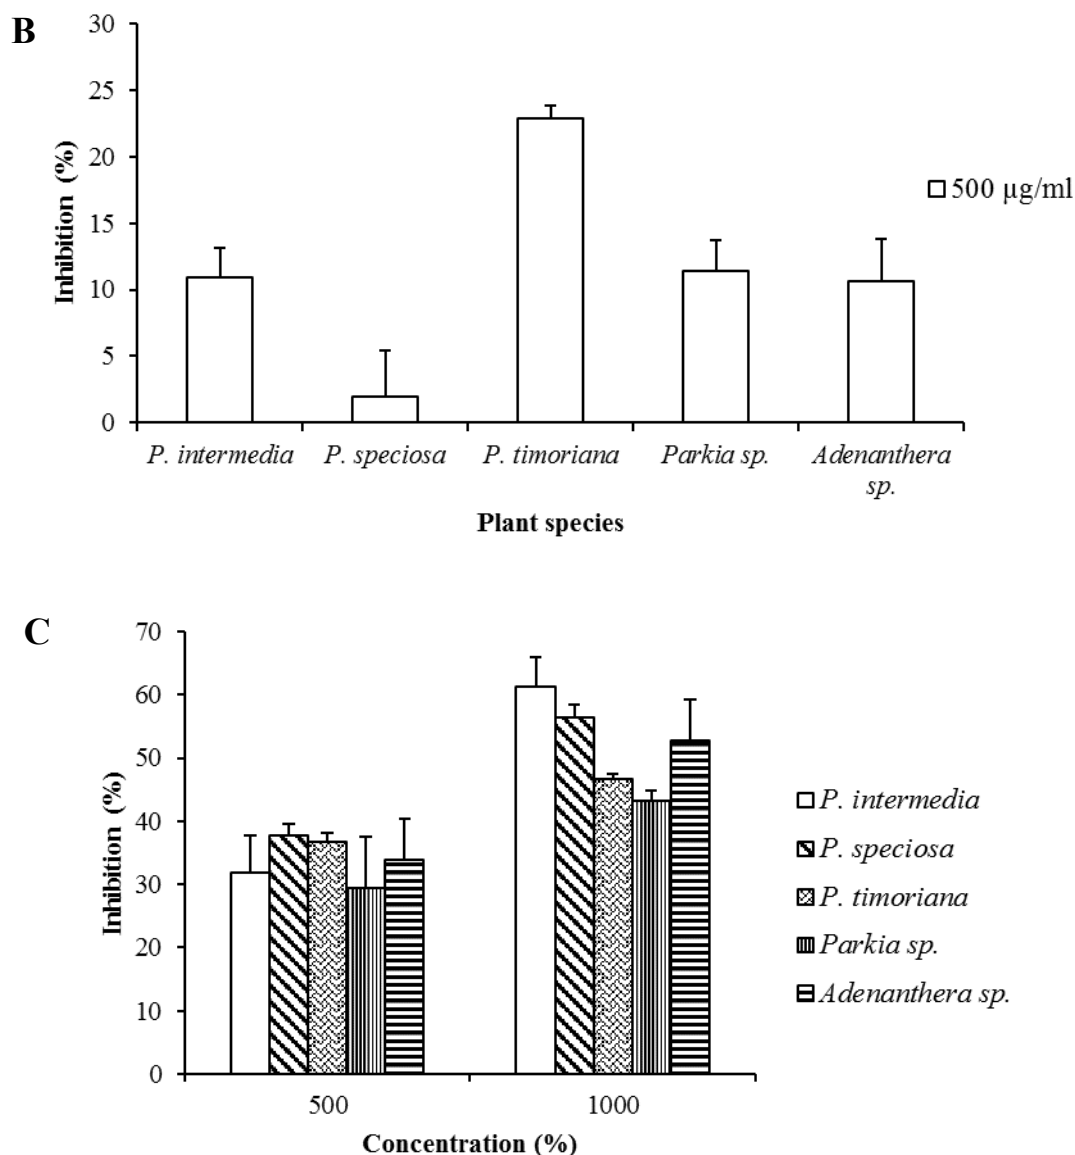 B
30
25
20
15
10
5
0
Inhibition (%)
P. intermedia P. speciosa P. timoriana Parkia sp. Adenanthera
sp.
Plant species
500 µg/ml
C
70
60
50
40
30
20
10
0
Inhibition (%)
500 1000
Concentration (%)
P. intermedia
P. speciosa
P. timoriana
Parkia sp.
Adenanthera sp.